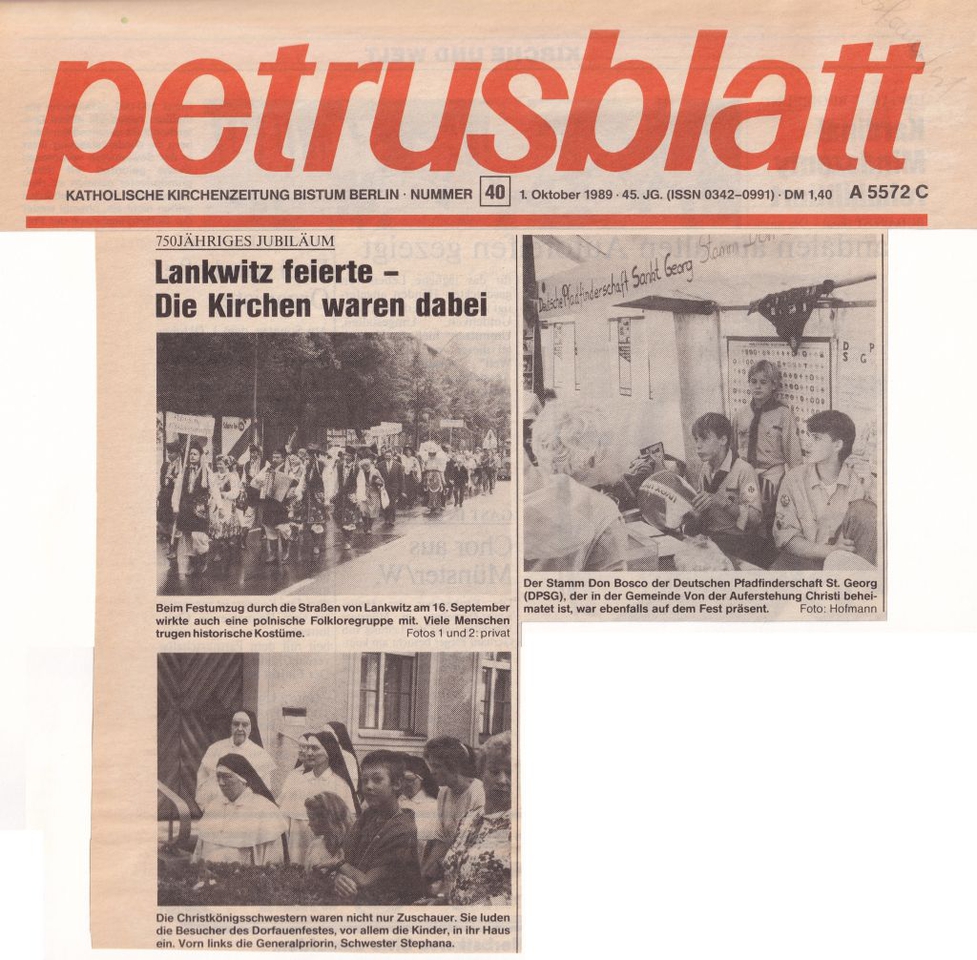 petrusblatt
KATHOLISCHE KIRCHENZEITUNG BISTUM BERLIN · NUMMER 40 1. Oktober 1989 · 45. JG. (ISSN 0342–0991) · DM 1,40 A 5572 C
750JÄHRIGES JUBILÄUM
Lankwitz feierte –
Die Kirchen waren dabei
Beim Festumzug durch die Straßen von Lankwitz am 16. September
wirkte auch eine polnische Folkloregruppe mit. Viele Menschen
trugen historische Kostüme. Fotos 1 und 2: privat
Die Christkönigsschwestern waren nicht nur Zuschauer. Sie luden
die Besucher des Dorfauenfestes, vor allem die Kinder, in ihr Haus
ein. Vorn links die Generalpriorin, Schwester Stephana.
Deutsche Pfadfinderschaft Sankt Georg Stamm Don
D P
S G
Der Stamm Don Bosco der Deutschen Pfadfinderschaft St. Georg
(DPSG), der in der Gemeinde Von der Auferstehung Christi behei-
matet ist, war ebenfalls auf dem Fest präsent. Foto: Hofmann